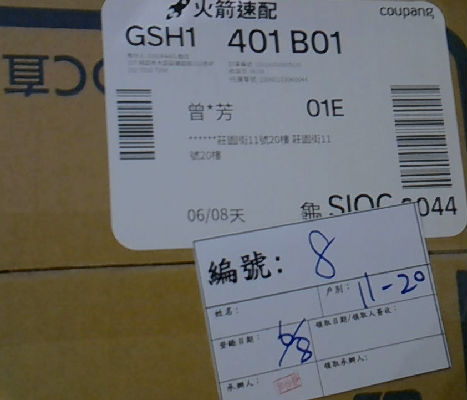 火箭速配 coupang
GSH1 401 B01
曾*芳 01E
******莊園街11號20樓 莊園街11
號20樓
06/08天
SIOC 0044
編號: 8
姓名:
戶別: 11-20
登錄日期: 6/8
領取日期/領取人簽收:
承辦人:
領取承辦人: